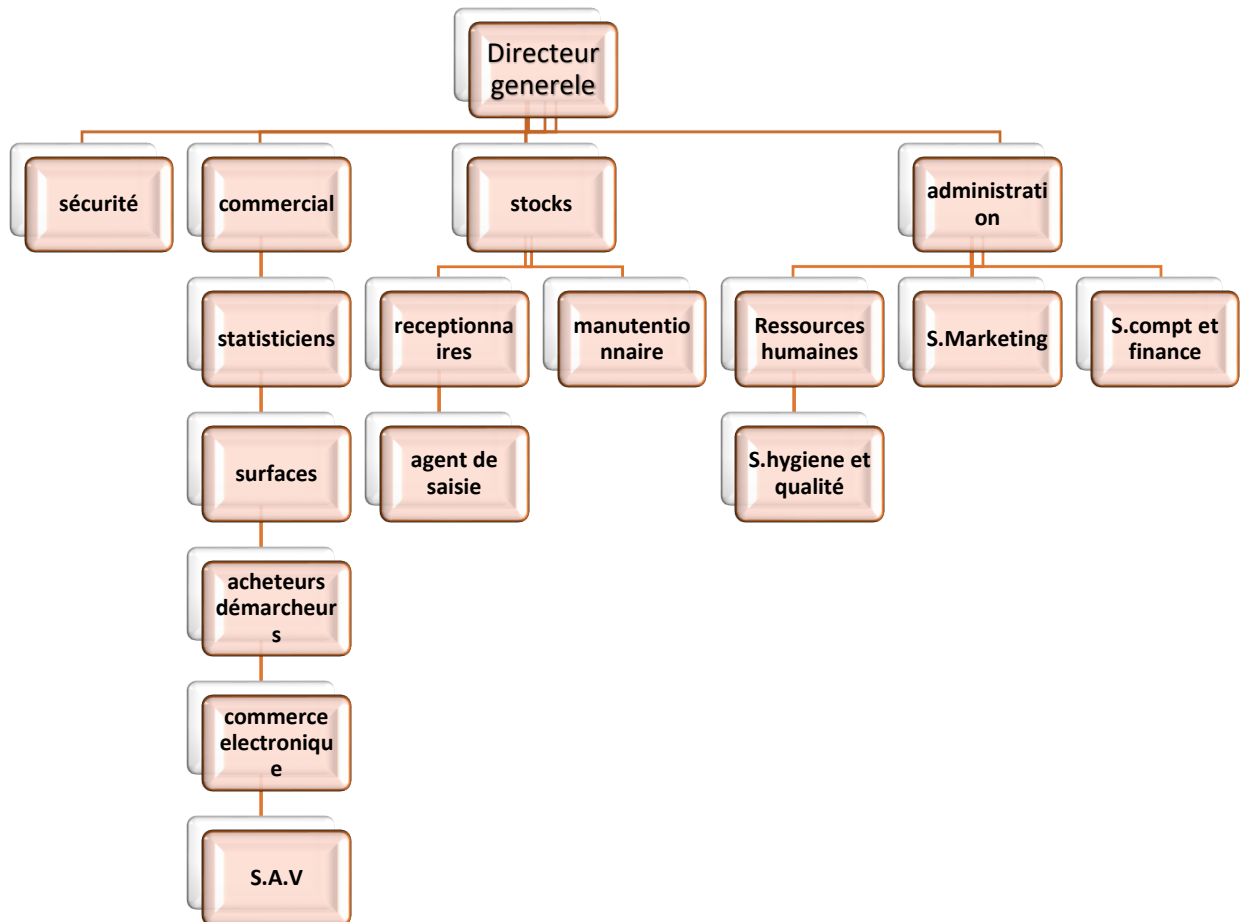 Directeur
generele
sécurité
commercial
stocks
administrati
on
statisticiens
receptionna
ires
manutentio
nnaire
Ressources
humaines
S.Marketing
S.compt et
finance
surfaces
agent de
saisie
S.hygiene et
qualité
acheteurs
démarcheur
s
commerce
electroniqu
e
S.A.V